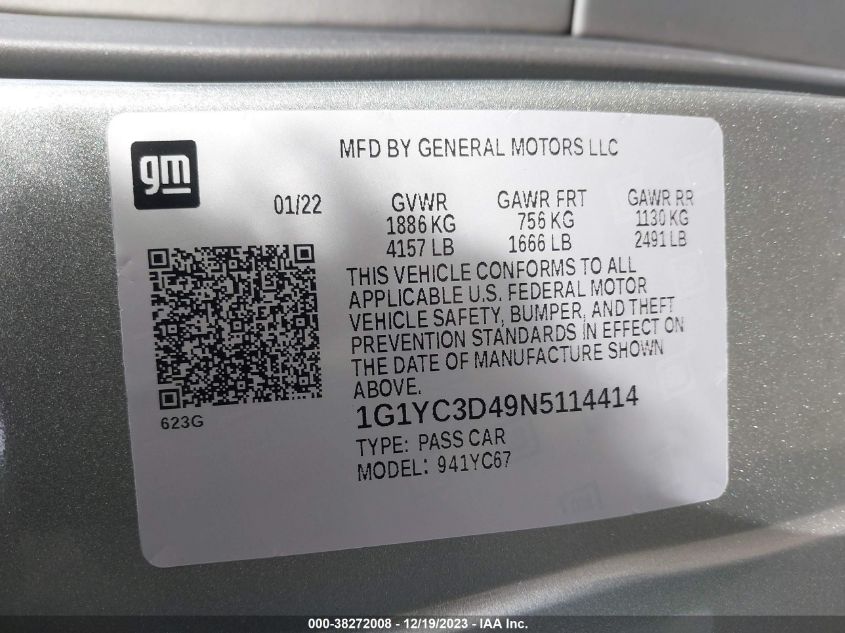 gm
MFD BY GENERAL MOTORS LLC
01/22 GVWR GAWR FRT GAWR RR
1886 KG 756 KG 1130 KG
4157 LB 1666 LB 2491 LB
THIS VEHICLE CONFORMS TO ALL
APPLICABLE U.S. FEDERAL MOTOR
VEHICLE SAFETY, BUMPER, AND THEFT
PREVENTION STANDARDS IN EFFECT ON
THE DATE OF MANUFACTURE SHOWN
ABOVE.
623G
1G1YC3D49N5114414
TYPE: PASS CAR
MODEL: 941YC67
000-38272008 - 12/19/2023 - IAAI - Copart